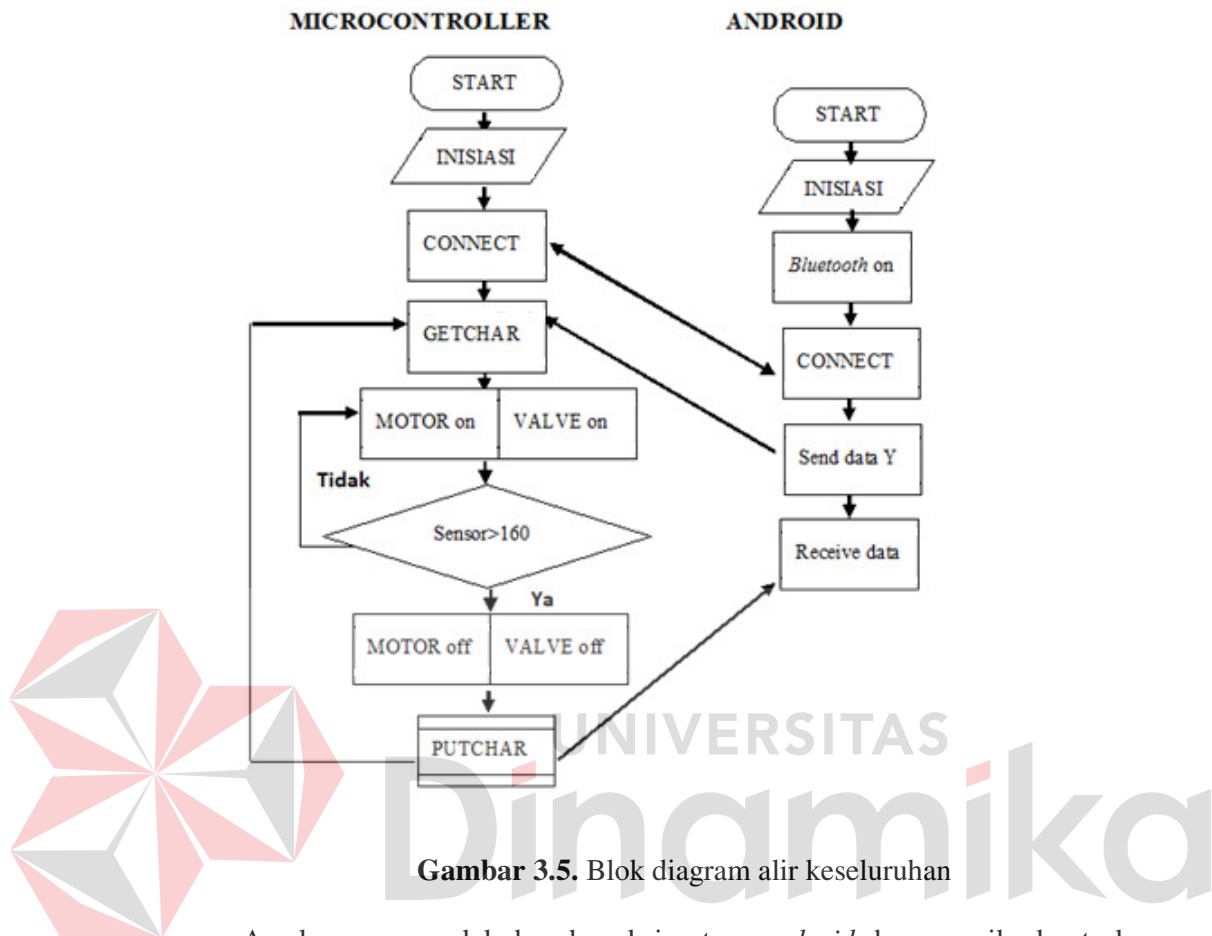 MICROCONTROLLER
ANDROID
START
INISIASI
CONNECT
GETCHAR
MOTOR on
VALVE on
Tidak
Sensor>160
Ya
MOTOR off
VALVE off
PUTCHAR
START
INISIASI
Bluetooth on
CONNECT
Send data Y
Receive data
UNIVERSITAS
Dinamika
Gambar 3.5. Blok diagram alir keseluruhan